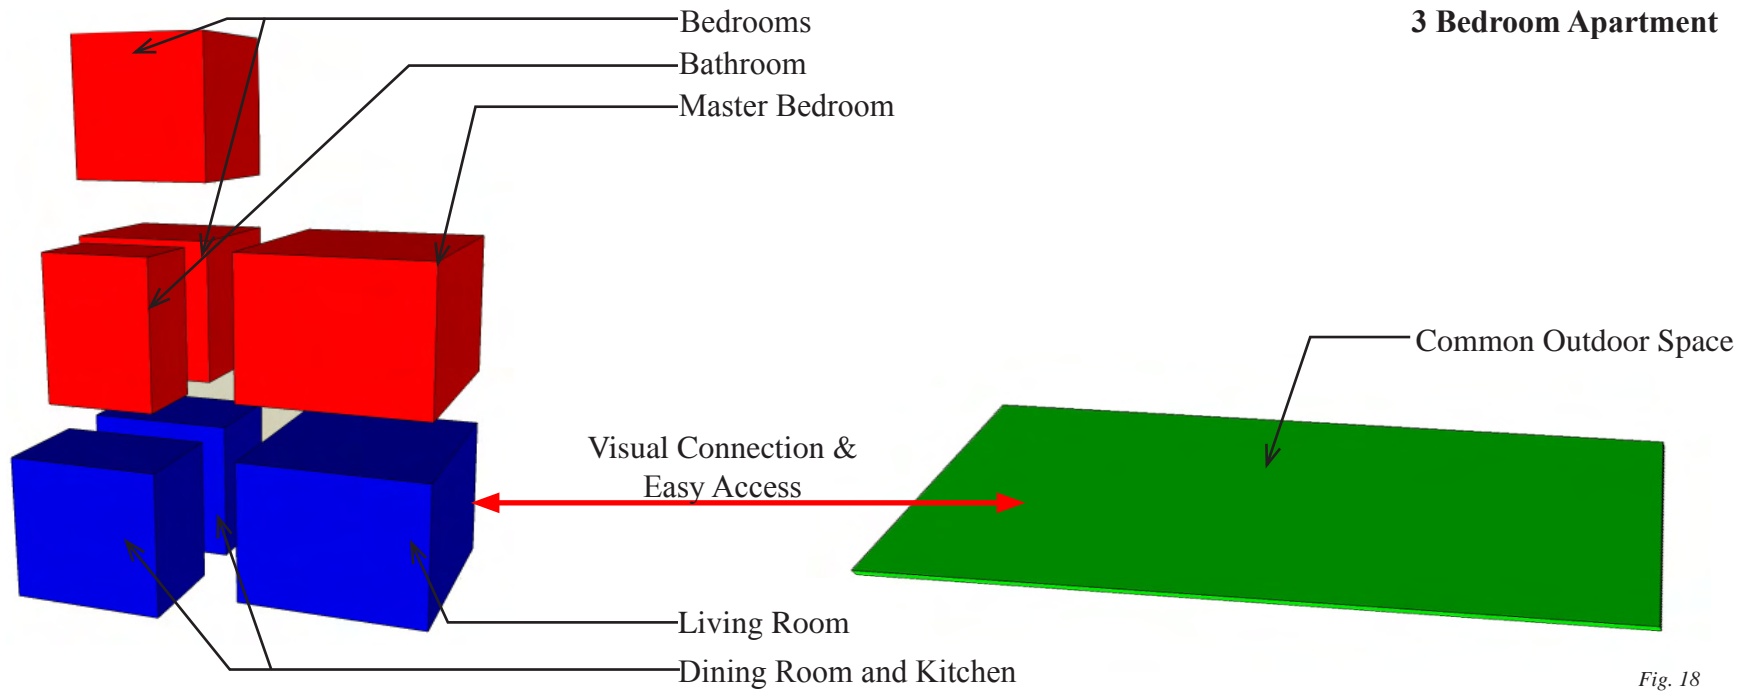 Bedrooms
3 Bedroom Apartment
Bathroom
Master Bedroom
Common Outdoor Space
Visual Connection &
Easy Access
Living Room
Dining Room and Kitchen
Fig. 18